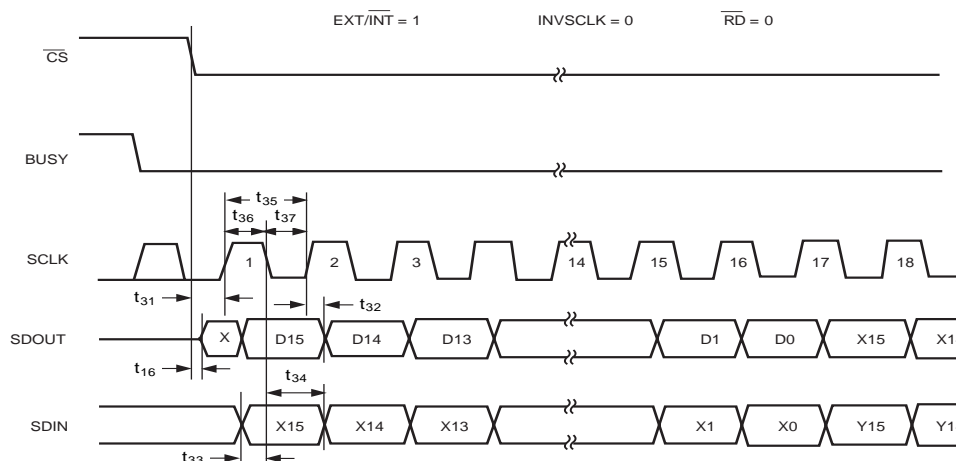 EXT/INT = 1 INVSCLK = 0 RD = 0
CS
BUSY
t35
t36 t37
SCLK 1 2 3 14 15 16 17 18
t31 t32
SDOUT X D15 D14 D13 D1 D0 X15 X1
t16 t34
SDIN X15 X14 X13 X1 X0 Y15 Y1
t33